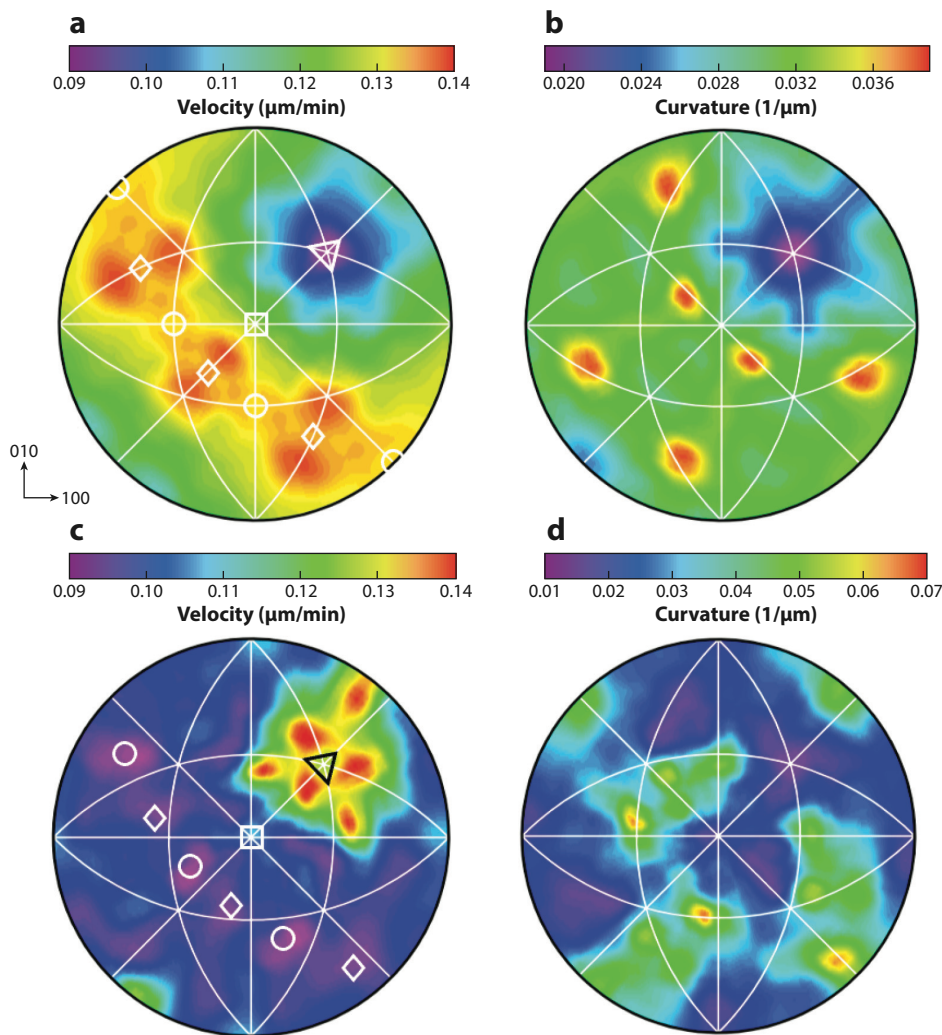 a
b
0.09 0.10 0.11 0.12 0.13 0.14
0.020 0.024 0.028 0.032 0.036
Velocity (µm/min)
Curvature (1/µm)
010
100
c
d
0.09 0.10 0.11 0.12 0.13 0.14
0.01 0.02 0.03 0.04 0.05 0.06 0.07
Velocity (µm/min)
Curvature (1/µm)